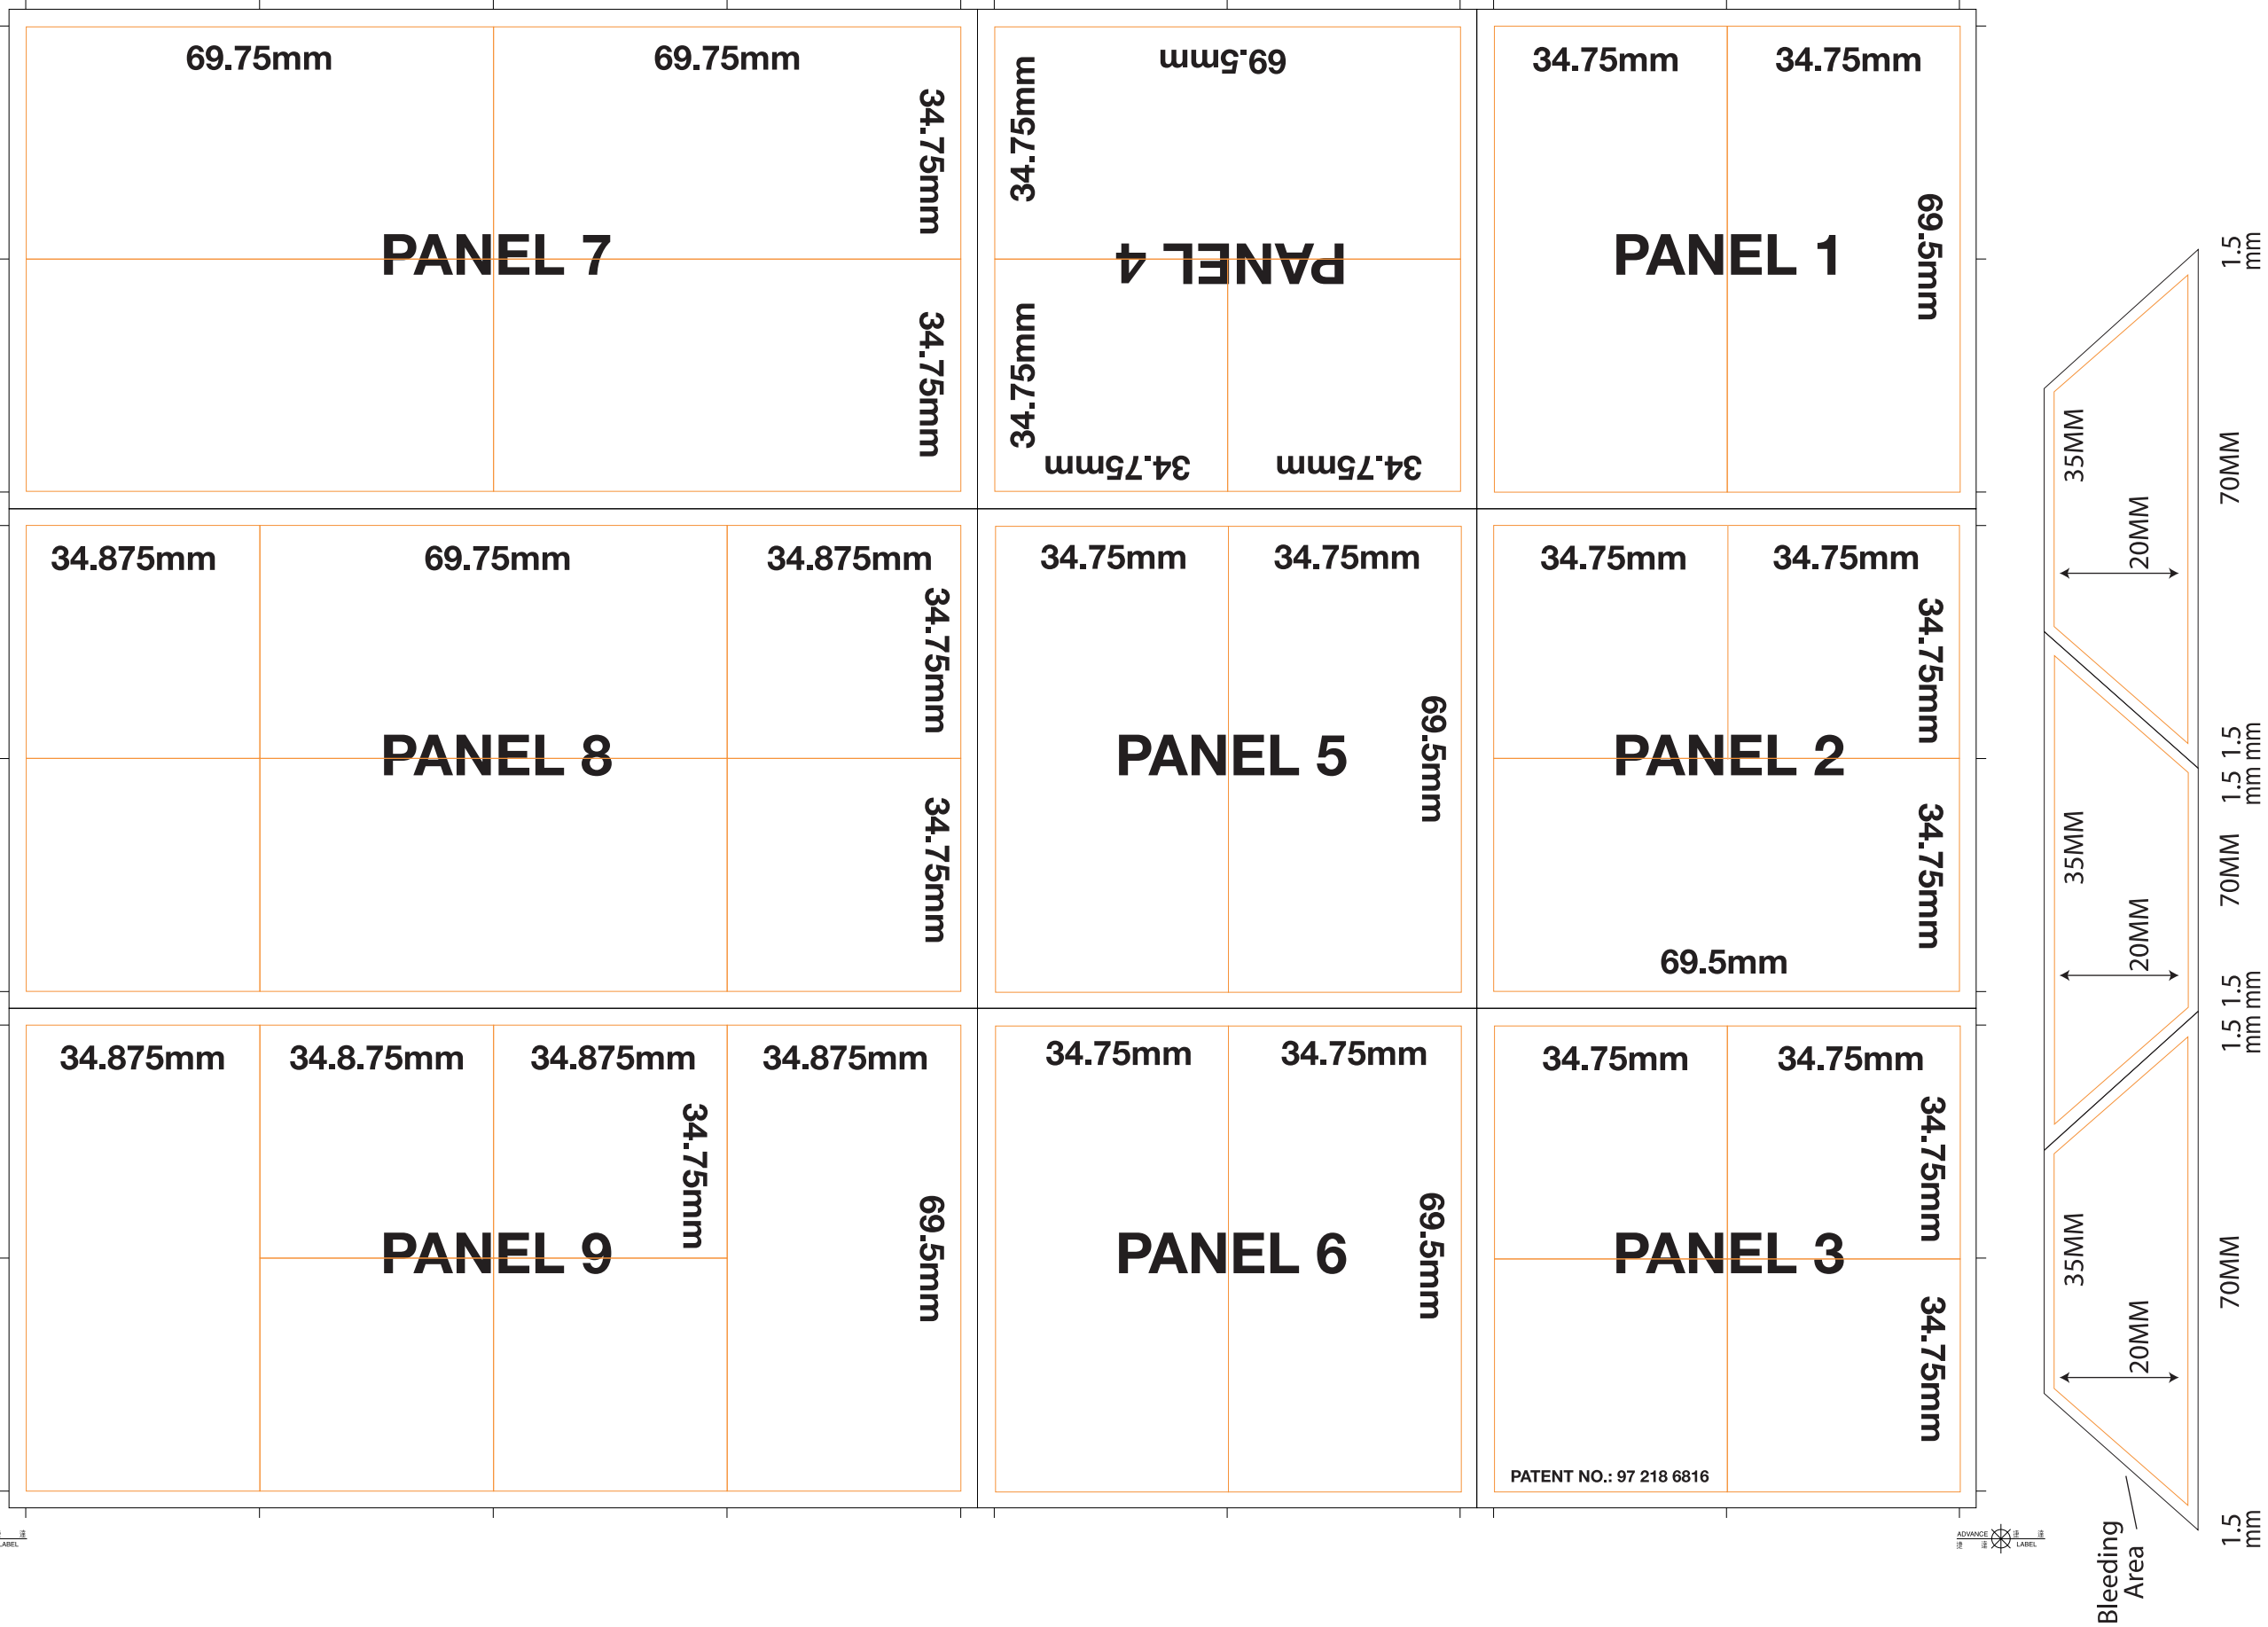 69.75mm 69.75mm
34.75mm
34.75mm
PANEL 7
69.5mm
34.75mm
34.75mm
PANEL 4
34.75mm 34.75mm
34.75mm 34.75mm
69.5mm
PANEL 1
34.875mm 69.75mm 34.875mm
34.75mm
PANEL 8
34.75mm
34.75mm 34.75mm
69.5mm
PANEL 5
34.75mm 34.75mm
34.75mm
PANEL 2
34.75mm
69.5mm
34.875mm 34.8.75mm 34.875mm 34.875mm
34.75mm
69.5mm
PANEL 9
34.75mm 34.75mm
69.5mm
PANEL 6
34.75mm 34.75mm
34.75mm
PANEL 3
34.75mm
PATENT NO.: 97 218 6816
LABEL
ADVANCE
LABEL
1.5
mm
35MM
20MM
70MM
1.5
mm
1.5
mm
35MM
20MM
70MM
1.5
mm
1.5
mm
35MM
20MM
70MM
1.5
mm
Bleeding
Area